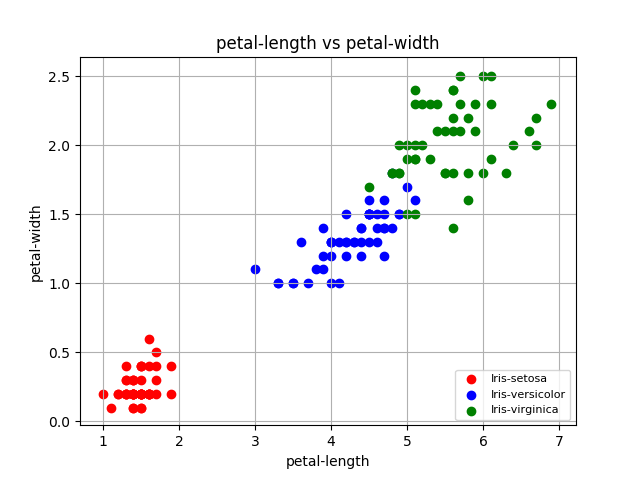 petal-length vs petal-width
2.5
2.0
1.5
1.0
0.5
0.0
petal-width
Iris-setosa
Iris-versicolor
Iris-virginica
1 2 3 4 5 6 7
petal-length